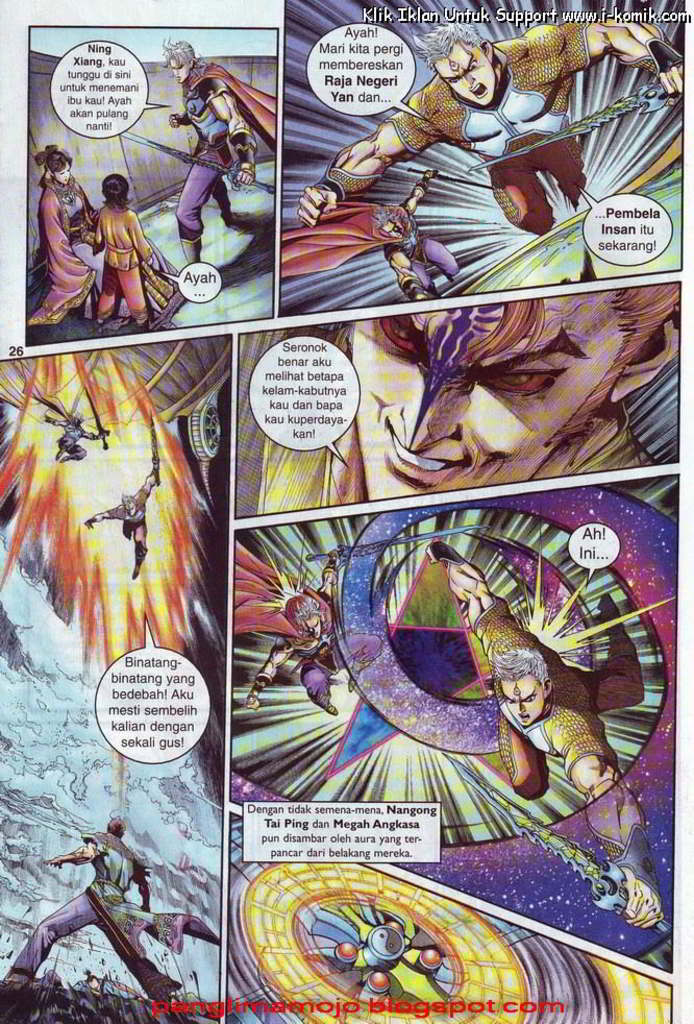 Klik Iklan Untuk Support www.i-komik.com
Ning
Xiang, kau
tunggu di sini
untuk menemani
ibu kau! Ayah
akan pulang
nanti!
Ayah
...
Ayah!
Mari kita pergi
membereskan
Raja Negeri
Yan dan...
...Pembela
Insan itu
sekarang!
26
Seronok
benar aku
melihat betapa
kelam-kabutnya
kau dan bapa
kau kuperdaya-
kan!
Binatang-
binatang yang
bedebah! Aku
mesti sembelih
kalian dengan
sekali gus!
Ah!
Ini...
Dengan tidak semena-mena, Nangong
Tai Ping dan Megah Angkasa
pun disambar oleh aura yang ter-
pancar dari belakang mereka.
panglimamojo.blogspot.com